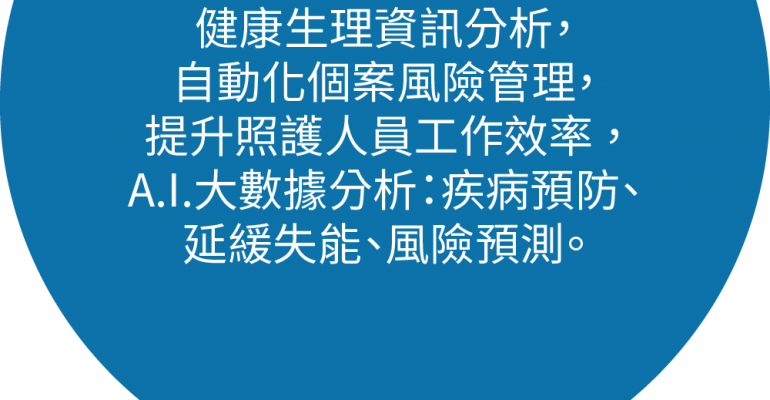 健康生理資訊分析，
自動化個案風險管理，
提升照護人員工作效率，
A.I.大數據分析：疾病預防、
延緩失能、風險預測。